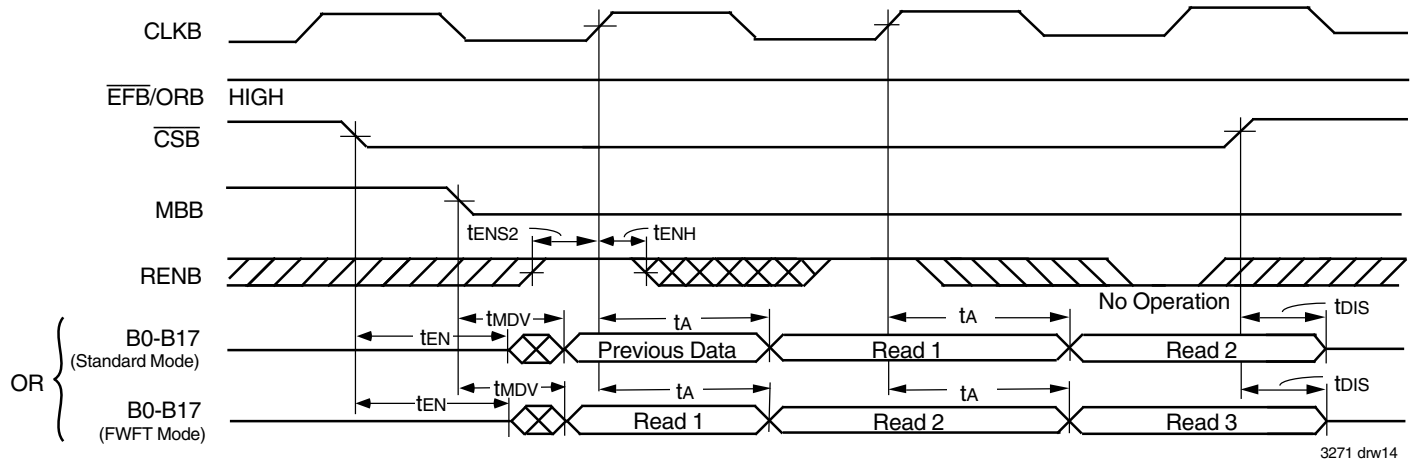 CLKB
EFB/ORB HIGH
CSB
MBB
tENS2 tENH
RENB
No Operation
tMDV tA tA tDIS
B0-B17 tEN
(Standard Mode) Previous Data Read 1 Read 2
OR
tMDV tA tA tDIS
B0-B17 tEN
(FWFT Mode) Read 1 Read 2 Read 3
3271 drw14